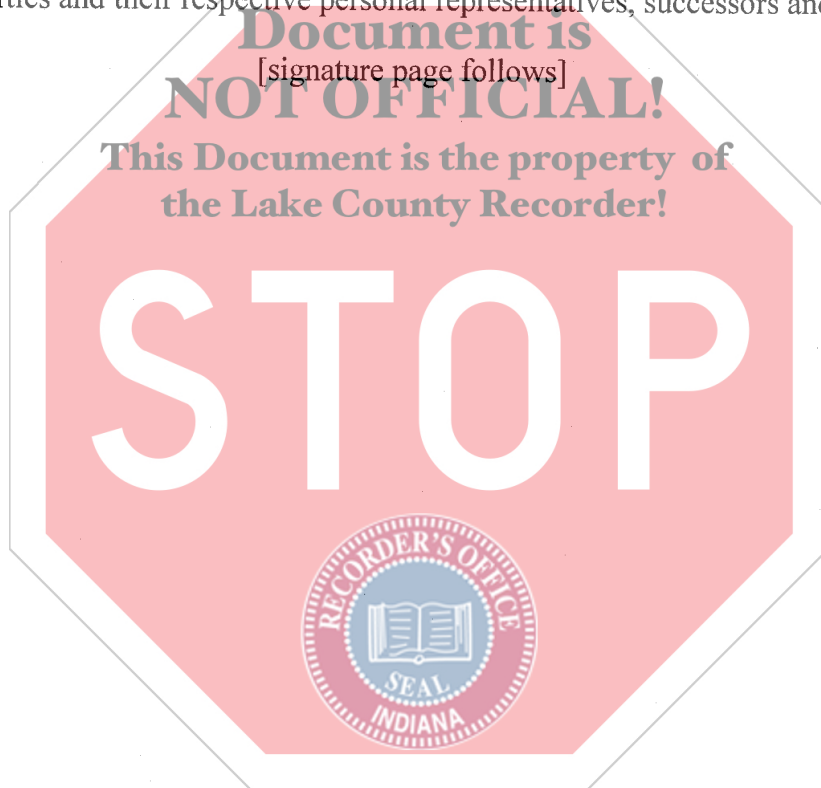 rties and their respective personal representatives, successors and
Document is
[signature page follows]
NOT OFFICIAL!
This Document is the property of
the Lake County Recorder!
STOP
RECORDER'S OFFICE
SEAL
INDIANA